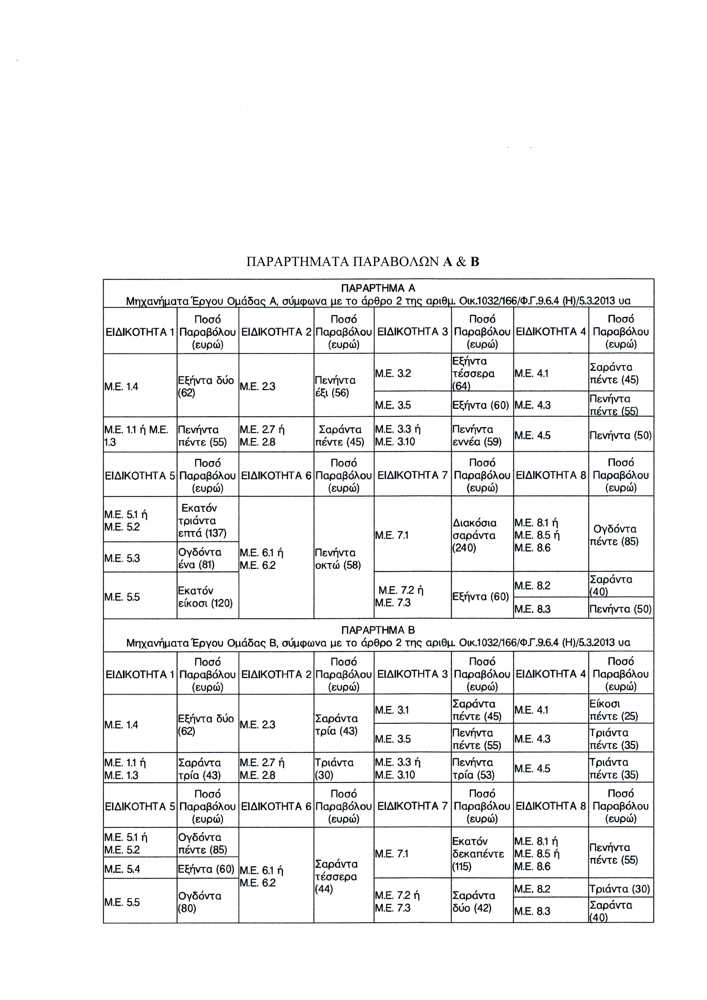 ΠΑΡΑΡΤΗΜΑΤΑ ΠΑΡΑΒΟΛΩΝ Α & Β
ΠΑΡΑΡΤΗΜΑ Α
Μηχανήματα Έργου Ομάδας Α, σύμφωνα με το άρθρο 2 της αριθμ. Οικ.1032/166/Φ.Γ.9.6.4 (Η)/5.3.2013 υα
ΕΙΔΙΚΟΤΗΤΑ 1
Ποσό
Παραβόλου
(ευρώ)
ΕΙΔΙΚΟΤΗΤΑ 2
Ποσό
Παραβόλου
(ευρώ)
ΕΙΔΙΚΟΤΗΤΑ 3
Ποσό
Παραβόλου
(ευρώ)
ΕΙΔΙΚΟΤΗΤΑ 4
Ποσό
Παραβόλου
(ευρώ)
Μ.Ε. 1.4
Εξήντα δύο
(62)
Μ.Ε. 2.3
Πενήντα
έξι (56)
Μ.Ε. 3.2
Εξήντα
τέσσερα
(64)
Μ.Ε. 4.1
Σαράντα
πέντε (45)
Μ.Ε. 3.5
Εξήντα (60)
Μ.Ε. 4.3
Πενήντα
πέντε (55)
Μ.Ε. 1.1 ή Μ.Ε.
1.3
Πενήντα
πέντε (55)
Μ.Ε. 2.7 ή
Μ.Ε. 2.8
Σαράντα
πέντε (45)
Μ.Ε. 3.3 ή
Μ.Ε. 3.10
Πενήντα
εννέα (59)
Μ.Ε. 4.5
Πενήντα (50)
ΕΙΔΙΚΟΤΗΤΑ 5
Ποσό
Παραβόλου
(ευρώ)
ΕΙΔΙΚΟΤΗΤΑ 6
Ποσό
Παραβόλου
(ευρώ)
ΕΙΔΙΚΟΤΗΤΑ 7
Ποσό
Παραβόλου
(ευρώ)
ΕΙΔΙΚΟΤΗΤΑ 8
Ποσό
Παραβόλου
(ευρώ)
Μ.Ε. 5.1 ή
Μ.Ε. 5.2
Εκατόν
τριάντα
επτά (137)
Μ.Ε. 5.3
Ογδόντα
ένα (81)
Μ.Ε. 5.5
Εκατόν
είκοσι (120)
Μ.Ε. 6.1 ή
Μ.Ε. 6.2
Πενήντα
οκτώ (58)
Μ.Ε. 7.1
Διακόσια
σαράντα
(240)
Μ.Ε. 7.2 ή
Μ.Ε. 7.3
Εξήντα (60)
Μ.Ε. 8.1 ή
Μ.Ε. 8.5 ή
Μ.Ε. 8.6
Ογδόντα
πέντε (85)
Μ.Ε. 8.2
Σαράντα
(40)
Μ.Ε. 8.3
Πενήντα (50)
ΠΑΡΑΡΤΗΜΑ Β
Μηχανήματα Έργου Ομάδας Β, σύμφωνα με το άρθρο 2 της αριθμ. Οικ.1032/166/Φ.Γ.9.6.4 (Η)/5.3.2013 υα
ΕΙΔΙΚΟΤΗΤΑ 1
Ποσό
Παραβόλου
(ευρώ)
ΕΙΔΙΚΟΤΗΤΑ 2
Ποσό
Παραβόλου
(ευρώ)
ΕΙΔΙΚΟΤΗΤΑ 3
Ποσό
Παραβόλου
(ευρώ)
ΕΙΔΙΚΟΤΗΤΑ 4
Ποσό
Παραβόλου
(ευρώ)
Μ.Ε. 1.4
Εξήντα δύο
(62)
Μ.Ε. 2.3
Σαράντα
τρία (43)
Μ.Ε. 3.1
Σαράντα
πέντε (45)
Μ.Ε. 4.1
Είκοσι
πέντε (25)
Μ.Ε. 3.5
Πενήντα
πέντε (55)
Μ.Ε. 4.3
Τριάντα
πέντε (35)
Μ.Ε. 1.1 ή
Μ.Ε. 1.3
Σαράντα
τρία (43)
Μ.Ε. 2.7 ή
Μ.Ε. 2.8
Τριάντα
(30)
Μ.Ε. 3.3 ή
Μ.Ε. 3.10
Πενήντα
τρία (53)
Μ.Ε. 4.5
Τριάντα
πέντε (35)
ΕΙΔΙΚΟΤΗΤΑ 5
Ποσό
Παραβόλου
(ευρώ)
ΕΙΔΙΚΟΤΗΤΑ 6
Ποσό
Παραβόλου
(ευρώ)
ΕΙΔΙΚΟΤΗΤΑ 7
Ποσό
Παραβόλου
(ευρώ)
ΕΙΔΙΚΟΤΗΤΑ 8
Ποσό
Παραβόλου
(ευρώ)
Μ.Ε. 5.1 ή
Μ.Ε. 5.2
Ογδόντα
πέντε (85)
Μ.Ε. 5.4
Εξήντα (60)
Μ.Ε. 5.5
Ογδόντα
(80)
Μ.Ε. 6.1 ή
Μ.Ε. 6.2
Σαράντα
τέσσερα
(44)
Μ.Ε. 7.1
Εκατόν
δεκαπέντε
(115)
Μ.Ε. 7.2 ή
Μ.Ε. 7.3
Σαράντα
δύο (42)
Μ.Ε. 8.1 ή
Μ.Ε. 8.5 ή
Μ.Ε. 8.6
Πενήντα
πέντε (55)
Μ.Ε. 8.2
Τριάντα (30)
Μ.Ε. 8.3
Σαράντα
(40)